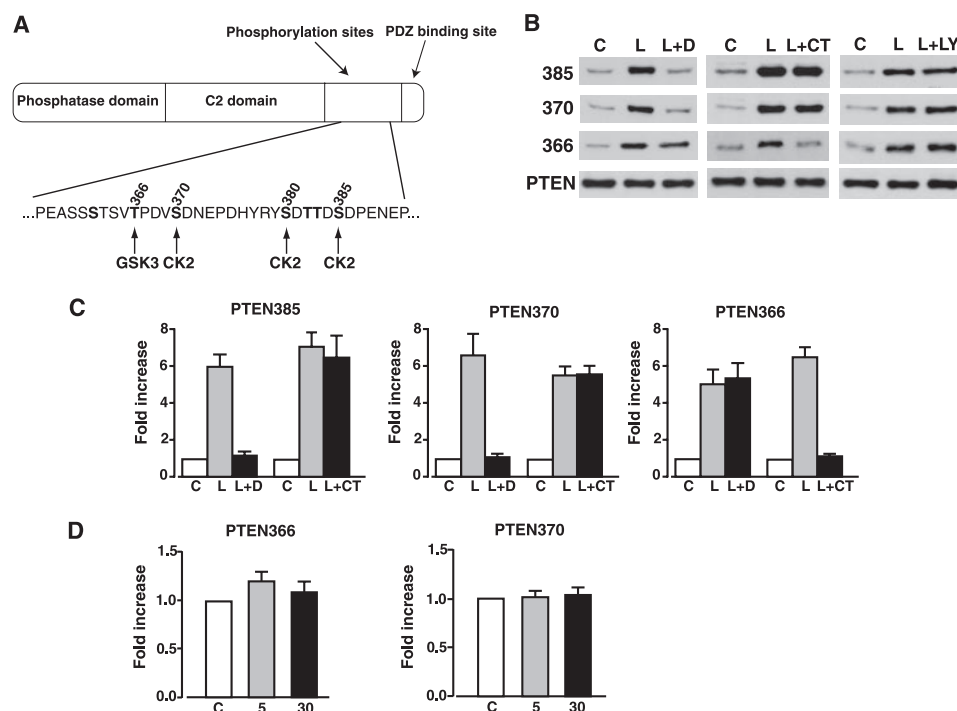 A
Phosphorylation sites
PDZ binding site
Phosphatase domain
C2 domain
366
370
380
385
...PEASSSTSVTPDVSDNEPDHYRYSDTTDSDPENEP...
GSK3
CK2
CK2
CK2
B
C L L+D C L L+CT C L L+LY
385
370
366
PTEN
C
PTEN385
Fold increase
8
6
4
2
0
C L L+D C L L+CT
PTEN370
Fold increase
8
6
4
2
0
C L L+D C L L+CT
PTEN366
Fold increase
8
6
4
2
0
C L L+D C L L+CT
D
PTEN366
Fold increase
1.5
1.0
0.5
0.0
C 5 30
PTEN370
Fold increase
1.5
1.0
0.5
0.0
C 5 30